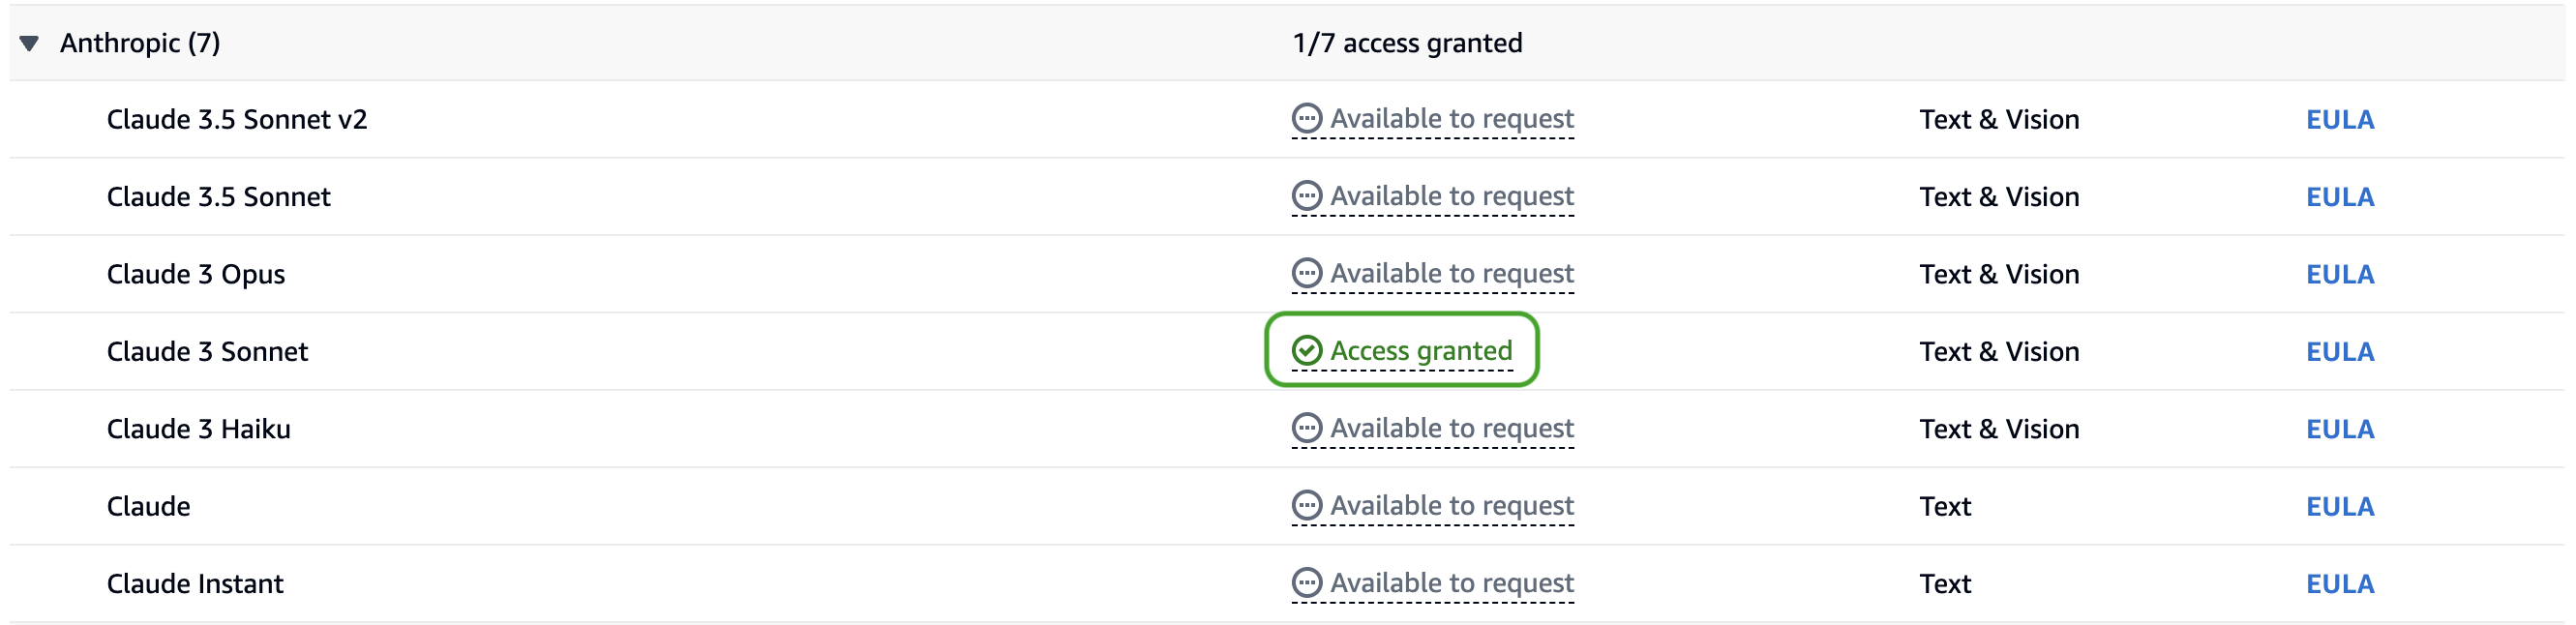 Anthropic (7) 1/7 access granted
Claude 3.5 Sonnet v2 Available to request Text & Vision EULA
Claude 3.5 Sonnet Available to request Text & Vision EULA
Claude 3 Opus Available to request Text & Vision EULA
Claude 3 Sonnet Access granted Text & Vision EULA
Claude 3 Haiku Available to request Text & Vision EULA
Claude Available to request Text EULA
Claude Instant Available to request Text EULA